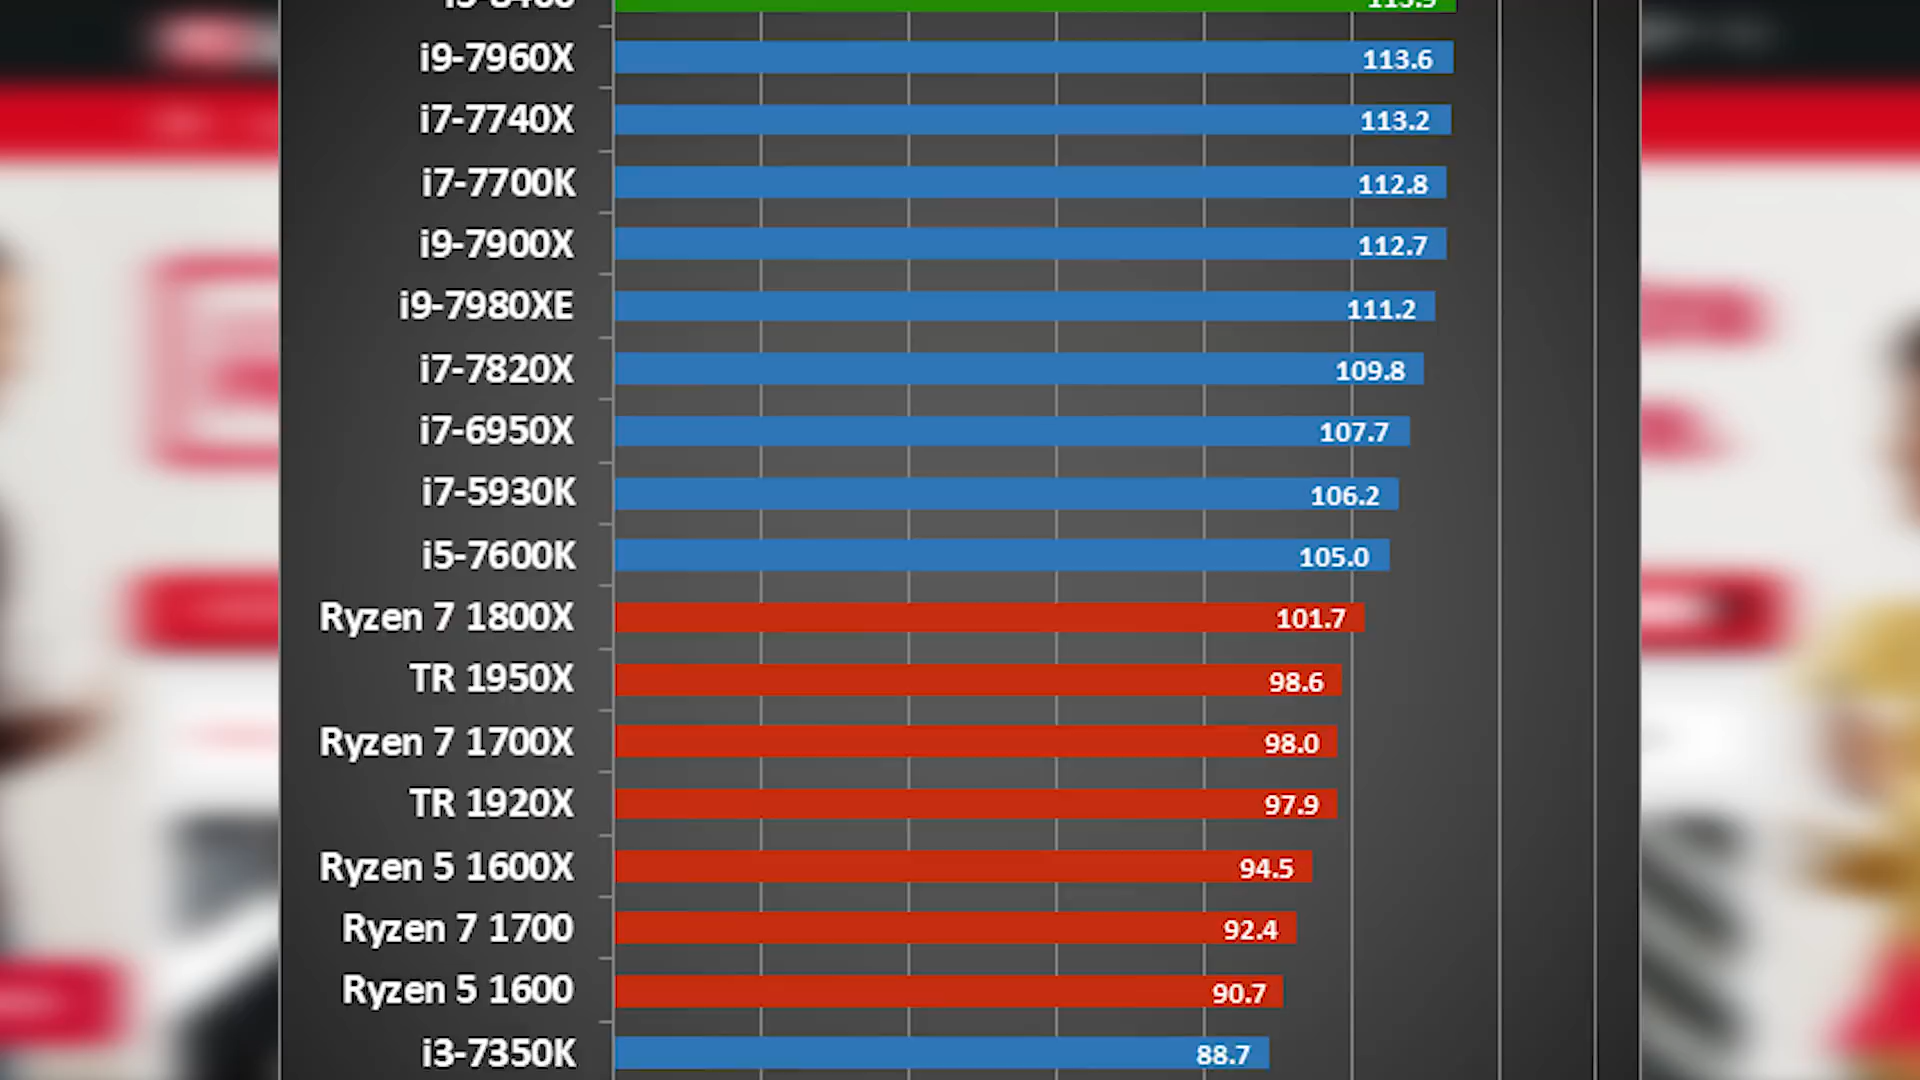 i9-7960X 113.6
i7-7740X 113.2
i7-7700K 112.8
i9-7900X 112.7
i9-7980XE 111.2
i7-7820X 109.8
i7-6950X 107.7
i7-5930K 106.2
i5-7600K 105.0
Ryzen 7 1800X 101.7
TR 1950X 98.6
Ryzen 7 1700X 98.0
TR 1920X 97.9
Ryzen 5 1600X 94.5
Ryzen 7 1700 92.4
Ryzen 5 1600 90.7
i3-7350K 88.7